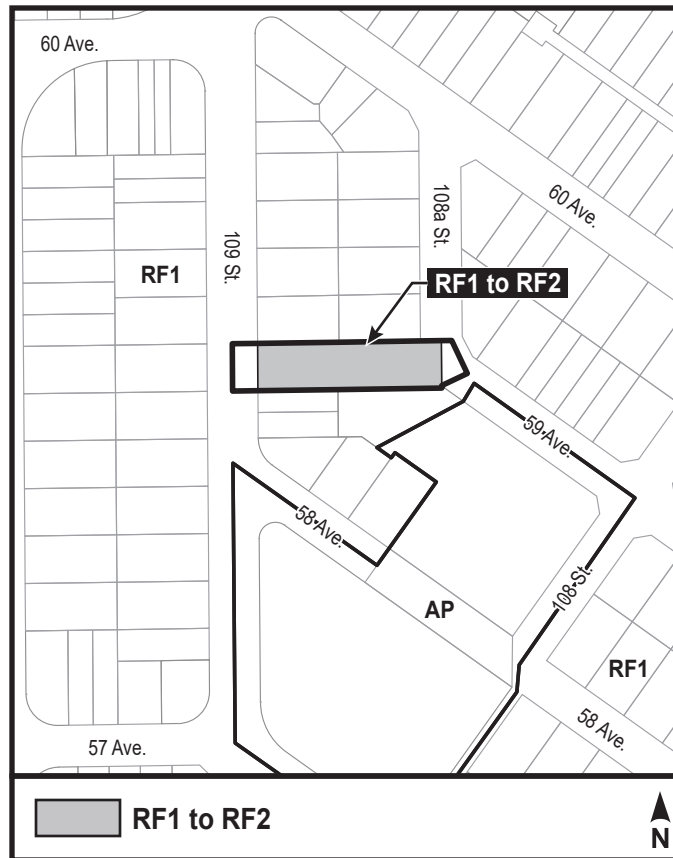 60 Ave.
109 St.
108a St.
60 Ave.
RF1
RF1 to RF2
59 Ave.
58 Ave.
108 St.
AP
RF1
58 Ave.
57 Ave.
RF1 to RF2
N